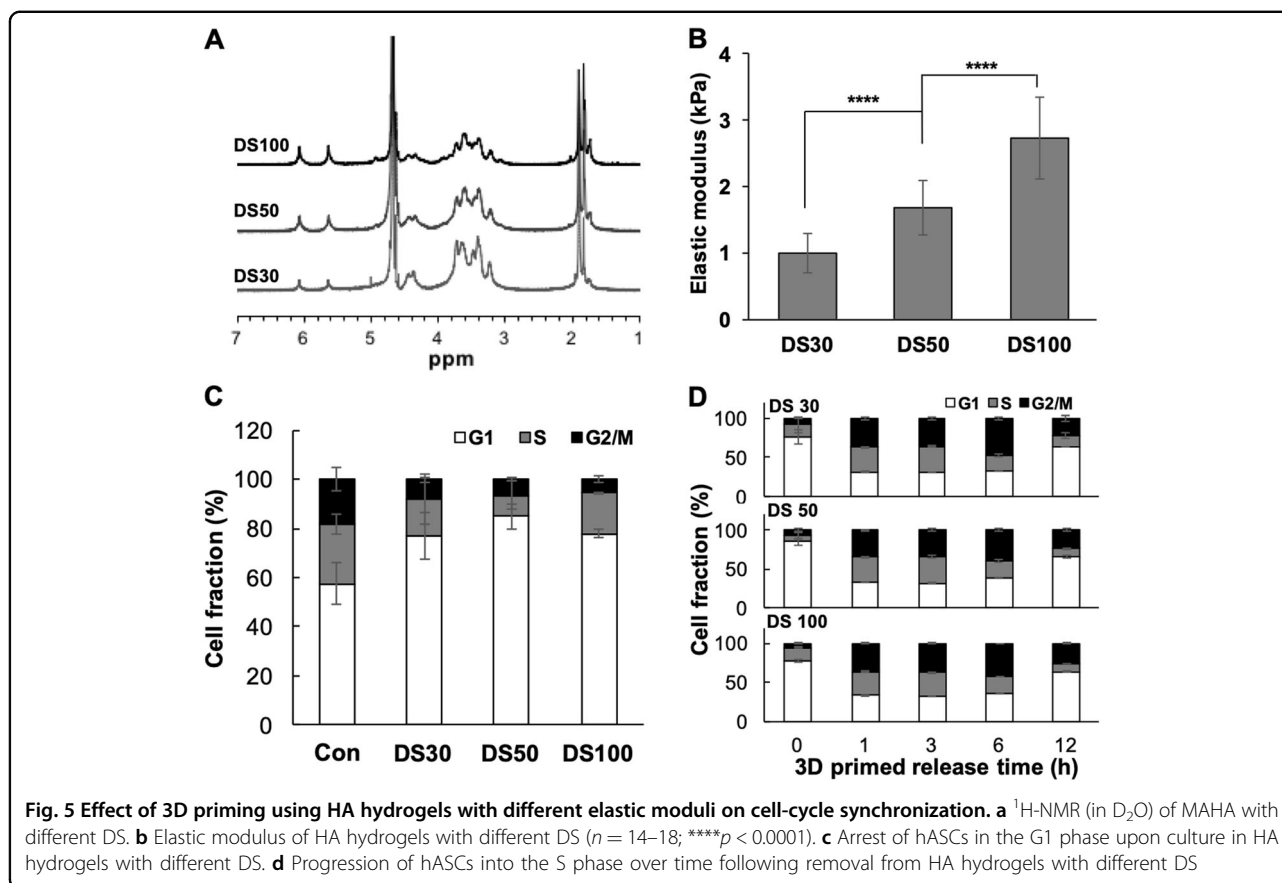 A
DS100
DS50
DS30
7 6 5 4 3 2 1
ppm
B
Elastic modulus (kPa)
4
3
2
1
0
****
****
DS30 DS50 DS100
C
Cell fraction (%)
120
100
80
60
40
20
0
G1 S G2/M
Con DS30 DS50 DS100
D
Cell fraction (%)
DS 30 G1 S G2/M
100
50
0
DS 50
100
50
0
DS 100
100
50
0
0 1 3 6 12
3D primed release time (h)
Fig. 5 Effect of 3D priming using HA hydrogels with different elastic moduli on cell-cycle synchronization. a ¹H-NMR (in D₂O) of MAHA with
different DS. b Elastic modulus of HA hydrogels with different DS (n = 14–18; ****p < 0.0001). c Arrest of hASCs in the G1 phase upon culture in HA
hydrogels with different DS. d Progression of hASCs into the S phase over time following removal from HA hydrogels with different DS